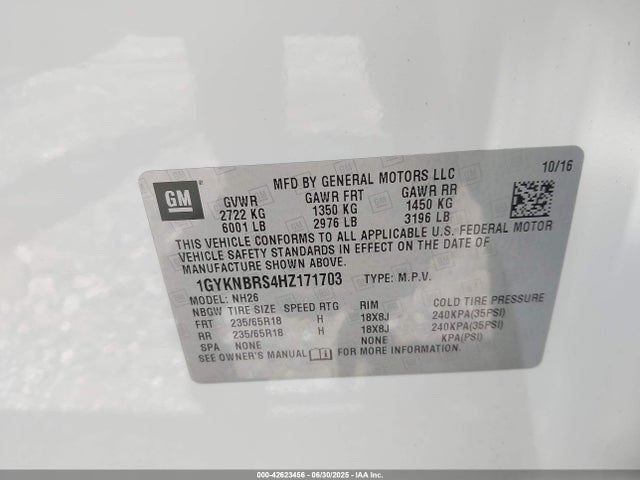 10/16
MFD BY GENERAL MOTORS LLC
GM
GVWR GAWR FRT GAWR RR
2722 KG 1350 KG 1450 KG
6001 LB 2976 LB 3196 LB
THIS VEHICLE CONFORMS TO ALL APPLICABLE U.S. FEDERAL MOTOR
VEHICLE SAFETY STANDARDS IN EFFECT ON THE DATE OF
MANUFACTURE SHOWN ABOVE.
1GYKNBRS4HZ171703 TYPE: M.P.V.
MODEL: NH26
NBGW TIRE SIZE SPEED RTG RIM COLD TIRE PRESSURE
FRT 235/65R18 H 18X8J 240KPA(35PSI)
RR 235/65R18 H 18X8J 240KPA(35PSI)
SPA NONE NONE KPA(PSI)
SEE OWNER'S MANUAL FOR MORE INFORMATION.
000-42623456 - 06/30/2025 - IAAI.CA